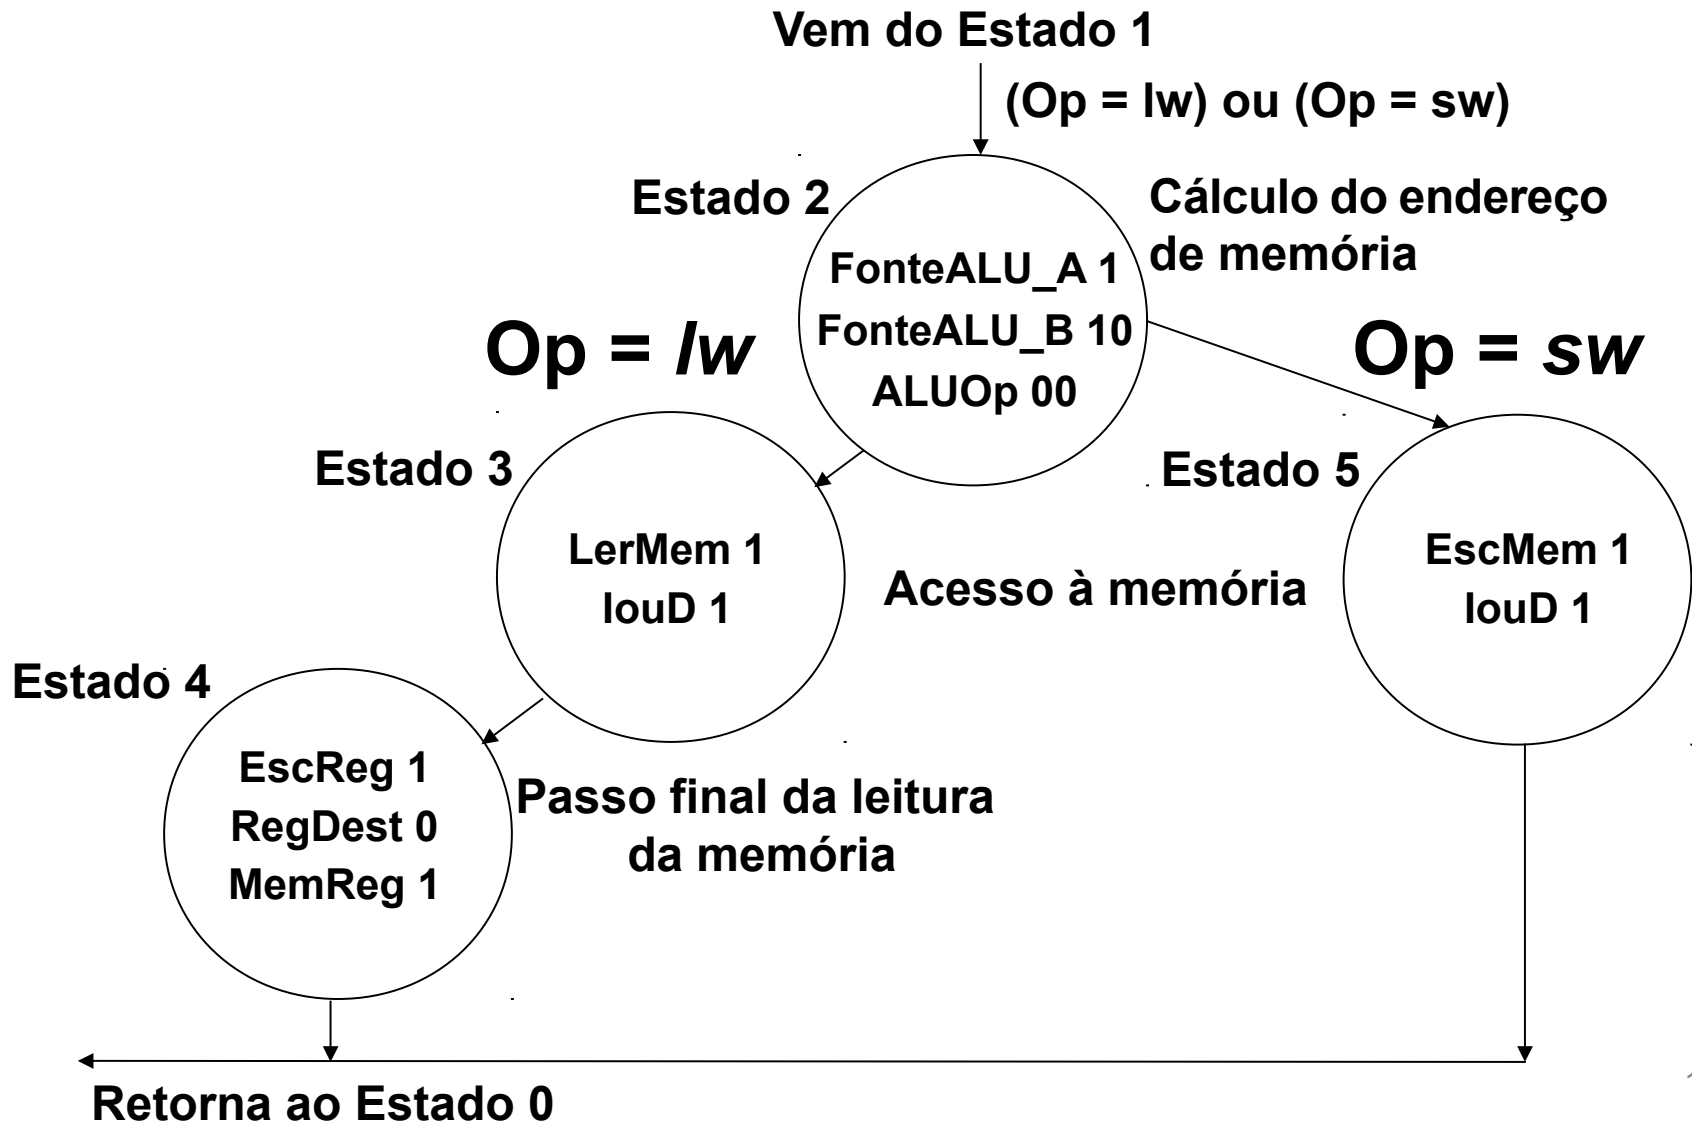 Vem do Estado 1
(Op = lw) ou (Op = sw)
Estado 2
Cálculo do endereço
de memória
FonteALU_A 1
FonteALU_B 10
ALUOp 00
Op = lw
Op = sw
Estado 3
Estado 5
LerMem 1
IouD 1
Acesso à memória
EscMem 1
IouD 1
Estado 4
EscReg 1
RegDest 0
MemReg 1
Passo final da leitura
da memória
Retorna ao Estado 0